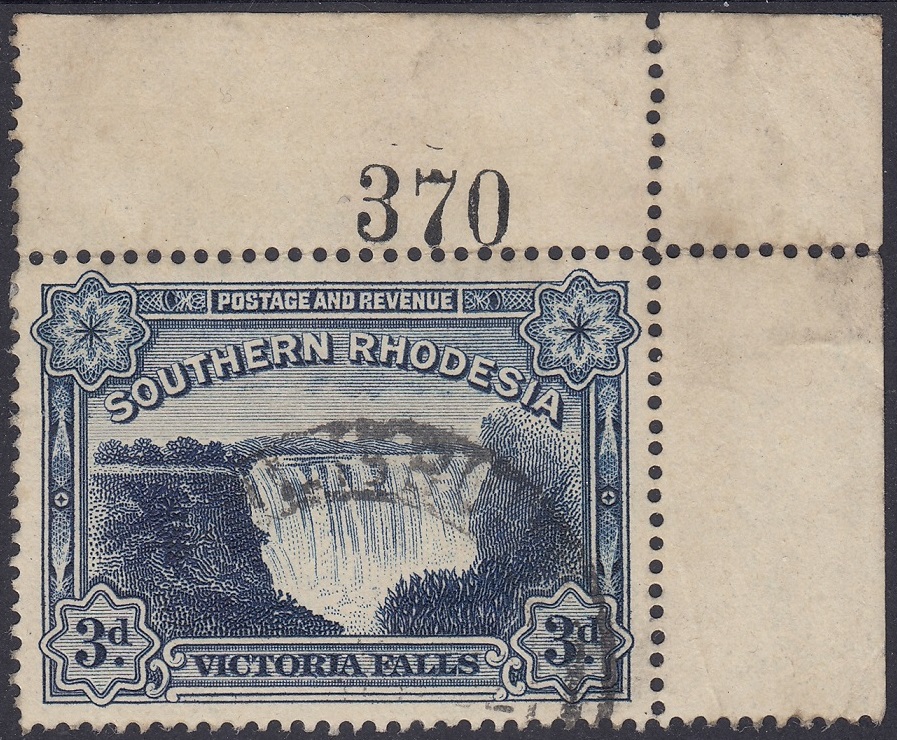 370
POSTAGE AND REVENUE
SOUTHERN RHODESIA
3d. 3d.
VICTORIA FALLS